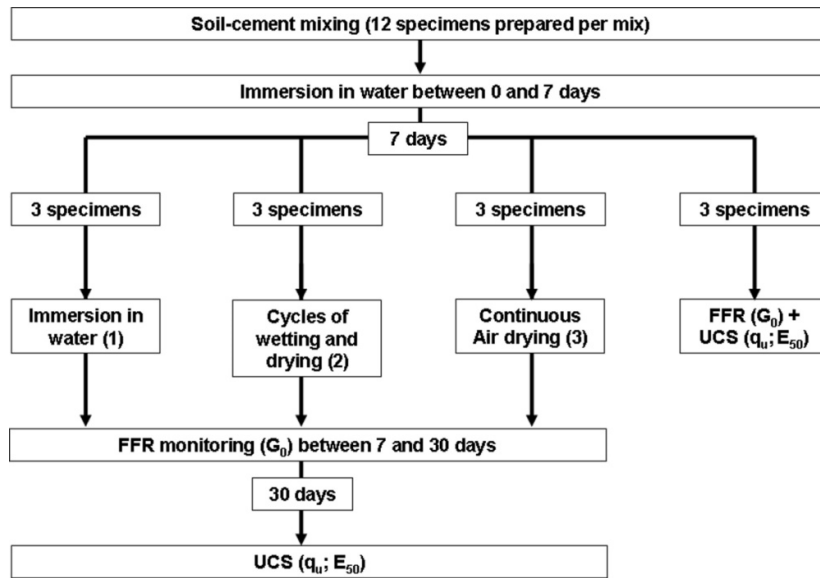 Soil-cement mixing (12 specimens prepared per mix)
Immersion in water between 0 and 7 days
7 days
3 specimens
3 specimens
3 specimens
3 specimens
Immersion in
water (1)
Cycles of
wetting and
drying (2)
Continuous
Air drying (3)
FFR (G₀) +
UCS (qᵤ; E₅₀)
FFR monitoring (G₀) between 7 and 30 days
30 days
UCS (qᵤ; E₅₀)